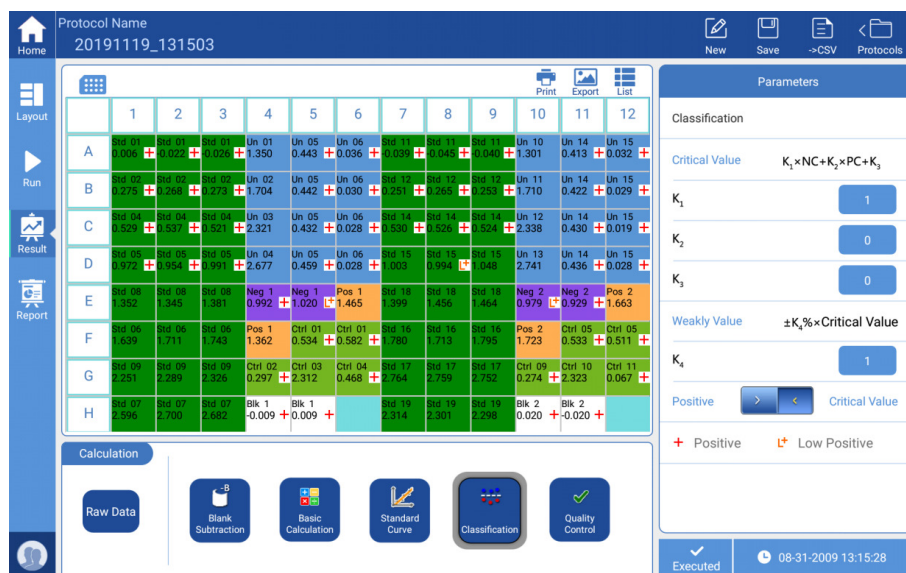 Protocol Name
20191119_131503
Home
New Save ->CSV Protocols
Layout
Run
Result
Report
Print Export List
1 2 3 4 5 6 7 8 9 10 11 12
A
Std 01 Std 01 Std 01 Un 01 Un 05 Un 06 Std 11 Std 11 Std 11 Un 10 Un 14 Un 15
0.006 + -0.022 + -0.026 + 1.350 0.443 + 0.036 + -0.039 + -0.045 + -0.040 + 1.301 0.413 + 0.032 +
B
Std 02 Std 02 Std 02 Un 02 Un 05 Un 06 Std 12 Std 12 Std 12 Un 11 Un 14 Un 15
0.275 + 0.268 + 0.273 + 1.704 0.442 + 0.030 + 0.251 + 0.265 + 0.253 + 1.710 0.422 + 0.029 +
C
Std 04 Std 04 Std 04 Un 03 Un 05 Un 06 Std 14 Std 14 Std 14 Un 12 Un 14 Un 15
0.529 + 0.537 + 0.521 + 2.321 0.432 + 0.028 + 0.530 + 0.526 + 0.524 + 2.338 0.430 + 0.019 +
D
Std 05 Std 05 Std 05 Un 04 Un 05 Un 06 Std 15 Std 15 Std 15 Un 13 Un 14 Un 15
0.972 + 0.954 + 0.991 + 2.677 0.459 + 0.028 + 1.003 0.994 L+ 1.048 2.741 0.436 + 0.028 +
E
Std 08 Std 08 Std 08 Neg 1 Neg 1 Pos 1 Std 18 Std 18 Std 18 Neg 2 Neg 2 Pos 2
1.352 1.345 1.381 0.992 + 1.020 L+ 1.465 1.399 1.456 1.464 0.979 L+ 0.929 + 1.663
F
Std 06 Std 06 Std 06 Pos 1 Ctrl 01 Ctrl 01 Std 16 Std 16 Std 16 Pos 2 Ctrl 05 Ctrl 05
1.639 1.711 1.743 1.362 0.534 + 0.582 + 1.780 1.713 1.795 1.723 0.533 + 0.511 +
G
Std 09 Std 09 Std 09 Ctrl 02 Ctrl 03 Ctrl 04 Std 17 Std 17 Std 17 Ctrl 09 Ctrl 10 Ctrl 11
2.251 2.289 2.326 0.297 + 2.312 0.468 + 2.764 2.759 2.752 0.274 + 2.323 0.067 +
H
Std 07 Std 07 Std 07 Blk 1 Blk 1 Std 19 Std 19 Std 19 Blk 2 Blk 2
2.596 2.700 2.682 -0.009 + 0.009 + 2.314 2.301 2.298 0.020 + -0.020 +
Parameters
Classification
Critical Value K₁×NC+K₂×PC+K₃
K₁ 1
K₂ 0
K₃ 0
Weakly Value ±K₄%×Critical Value
K₄ 1
Positive > < Critical Value
+ Positive L+ Low Positive
Calculation
Raw Data
-B
Blank Subtraction
Basic Calculation
Standard Curve
Classification
Quality Control
Executed
08-31-2009 13:15:28